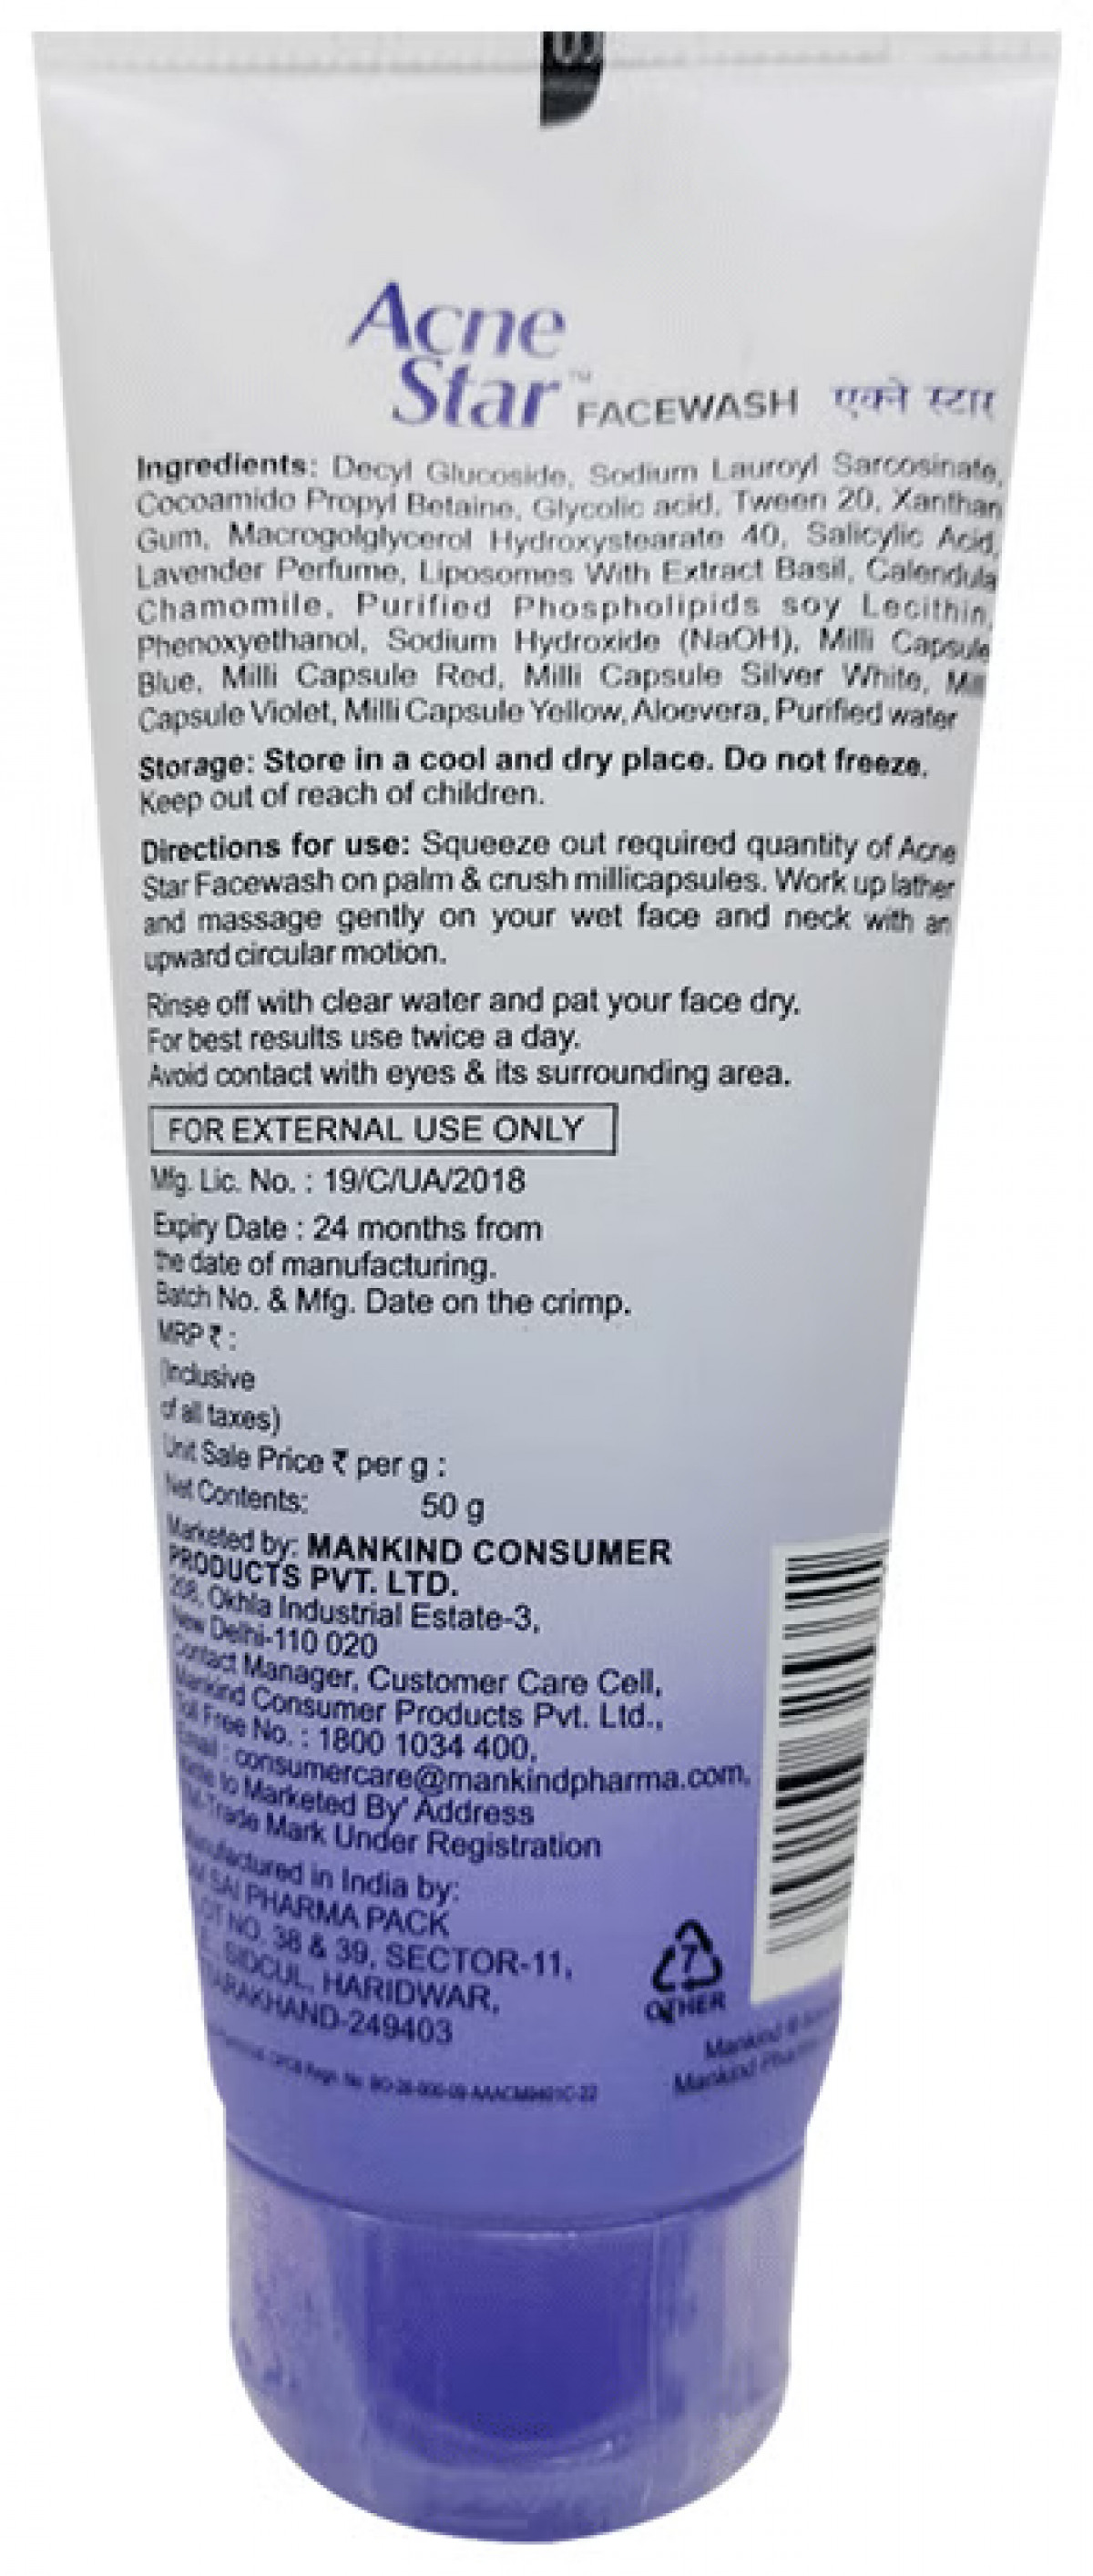 Acne
Star™ FACEWASH एक्ने स्टार
Ingredients: Decyl Glucoside, Sodium Lauroyl Sarcosinate,
Cocoamido Propyl Betaine, Glycolic acid, Tween 20, Xanthan
Gum, Macrogolglycerol Hydroxystearate 40, Salicylic Acid,
Lavender Perfume, Liposomes With Extract Basil, Calendula
Chamomile, Purified Phospholipids soy Lecithin,
Phenoxyethanol, Sodium Hydroxide (NaOH), Milli Capsule
Blue, Milli Capsule Red, Milli Capsule Silver White, Mill
Capsule Violet, Milli Capsule Yellow, Aloevera, Purified water
Storage: Store in a cool and dry place. Do not freeze.
Keep out of reach of children.
Directions for use: Squeeze out required quantity of Acne
Star Facewash on palm & crush millicapsules. Work up lather
and massage gently on your wet face and neck with an
upward circular motion.
Rinse off with clear water and pat your face dry.
For best results use twice a day.
Avoid contact with eyes & its surrounding area.
FOR EXTERNAL USE ONLY
Mfg. Lic. No. : 19/C/UA/2018
Expiry Date : 24 months from
the date of manufacturing.
Batch No. & Mfg. Date on the crimp.
MRP ₹ :
(Inclusive
of all taxes)
Unit Sale Price ₹ per g :
Net Contents: 50 g
Marketed by: MANKIND CONSUMER
PRODUCTS PVT. LTD.
208, Okhla Industrial Estate-3,
New Delhi-110 020
Contact Manager, Customer Care Cell,
Mankind Consumer Products Pvt. Ltd.,
Toll Free No. : 1800 1034 400,
Email : consumercare@mankindpharma.com,
to Marketed By' Address
Trade Mark Under Registration
Manufactured in India by:
SAI PHARMA PACK
NO. 38 & 39, SECTOR-11,
SIDCUL, HARIDWAR,
249403
7
OTHER
Mankind
Mankind